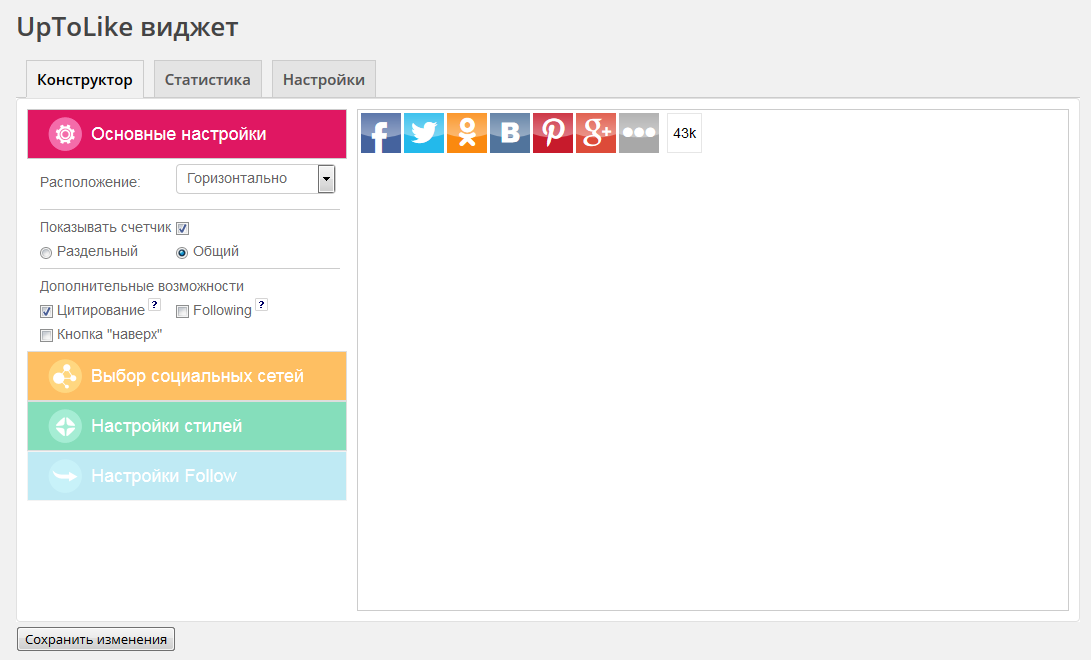 UpToLike виджет
Конструктор Статистика Настройки
Основные настройки
Расположение: Горизонтально
Показывать счетчик
Раздельный Общий
Дополнительные возможности
Цитирование ? Following ?
Кнопка "наверх"
Выбор социальных сетей
Настройки стилей
Настройки Follow
f B g+ 43k
Сохранить изменения